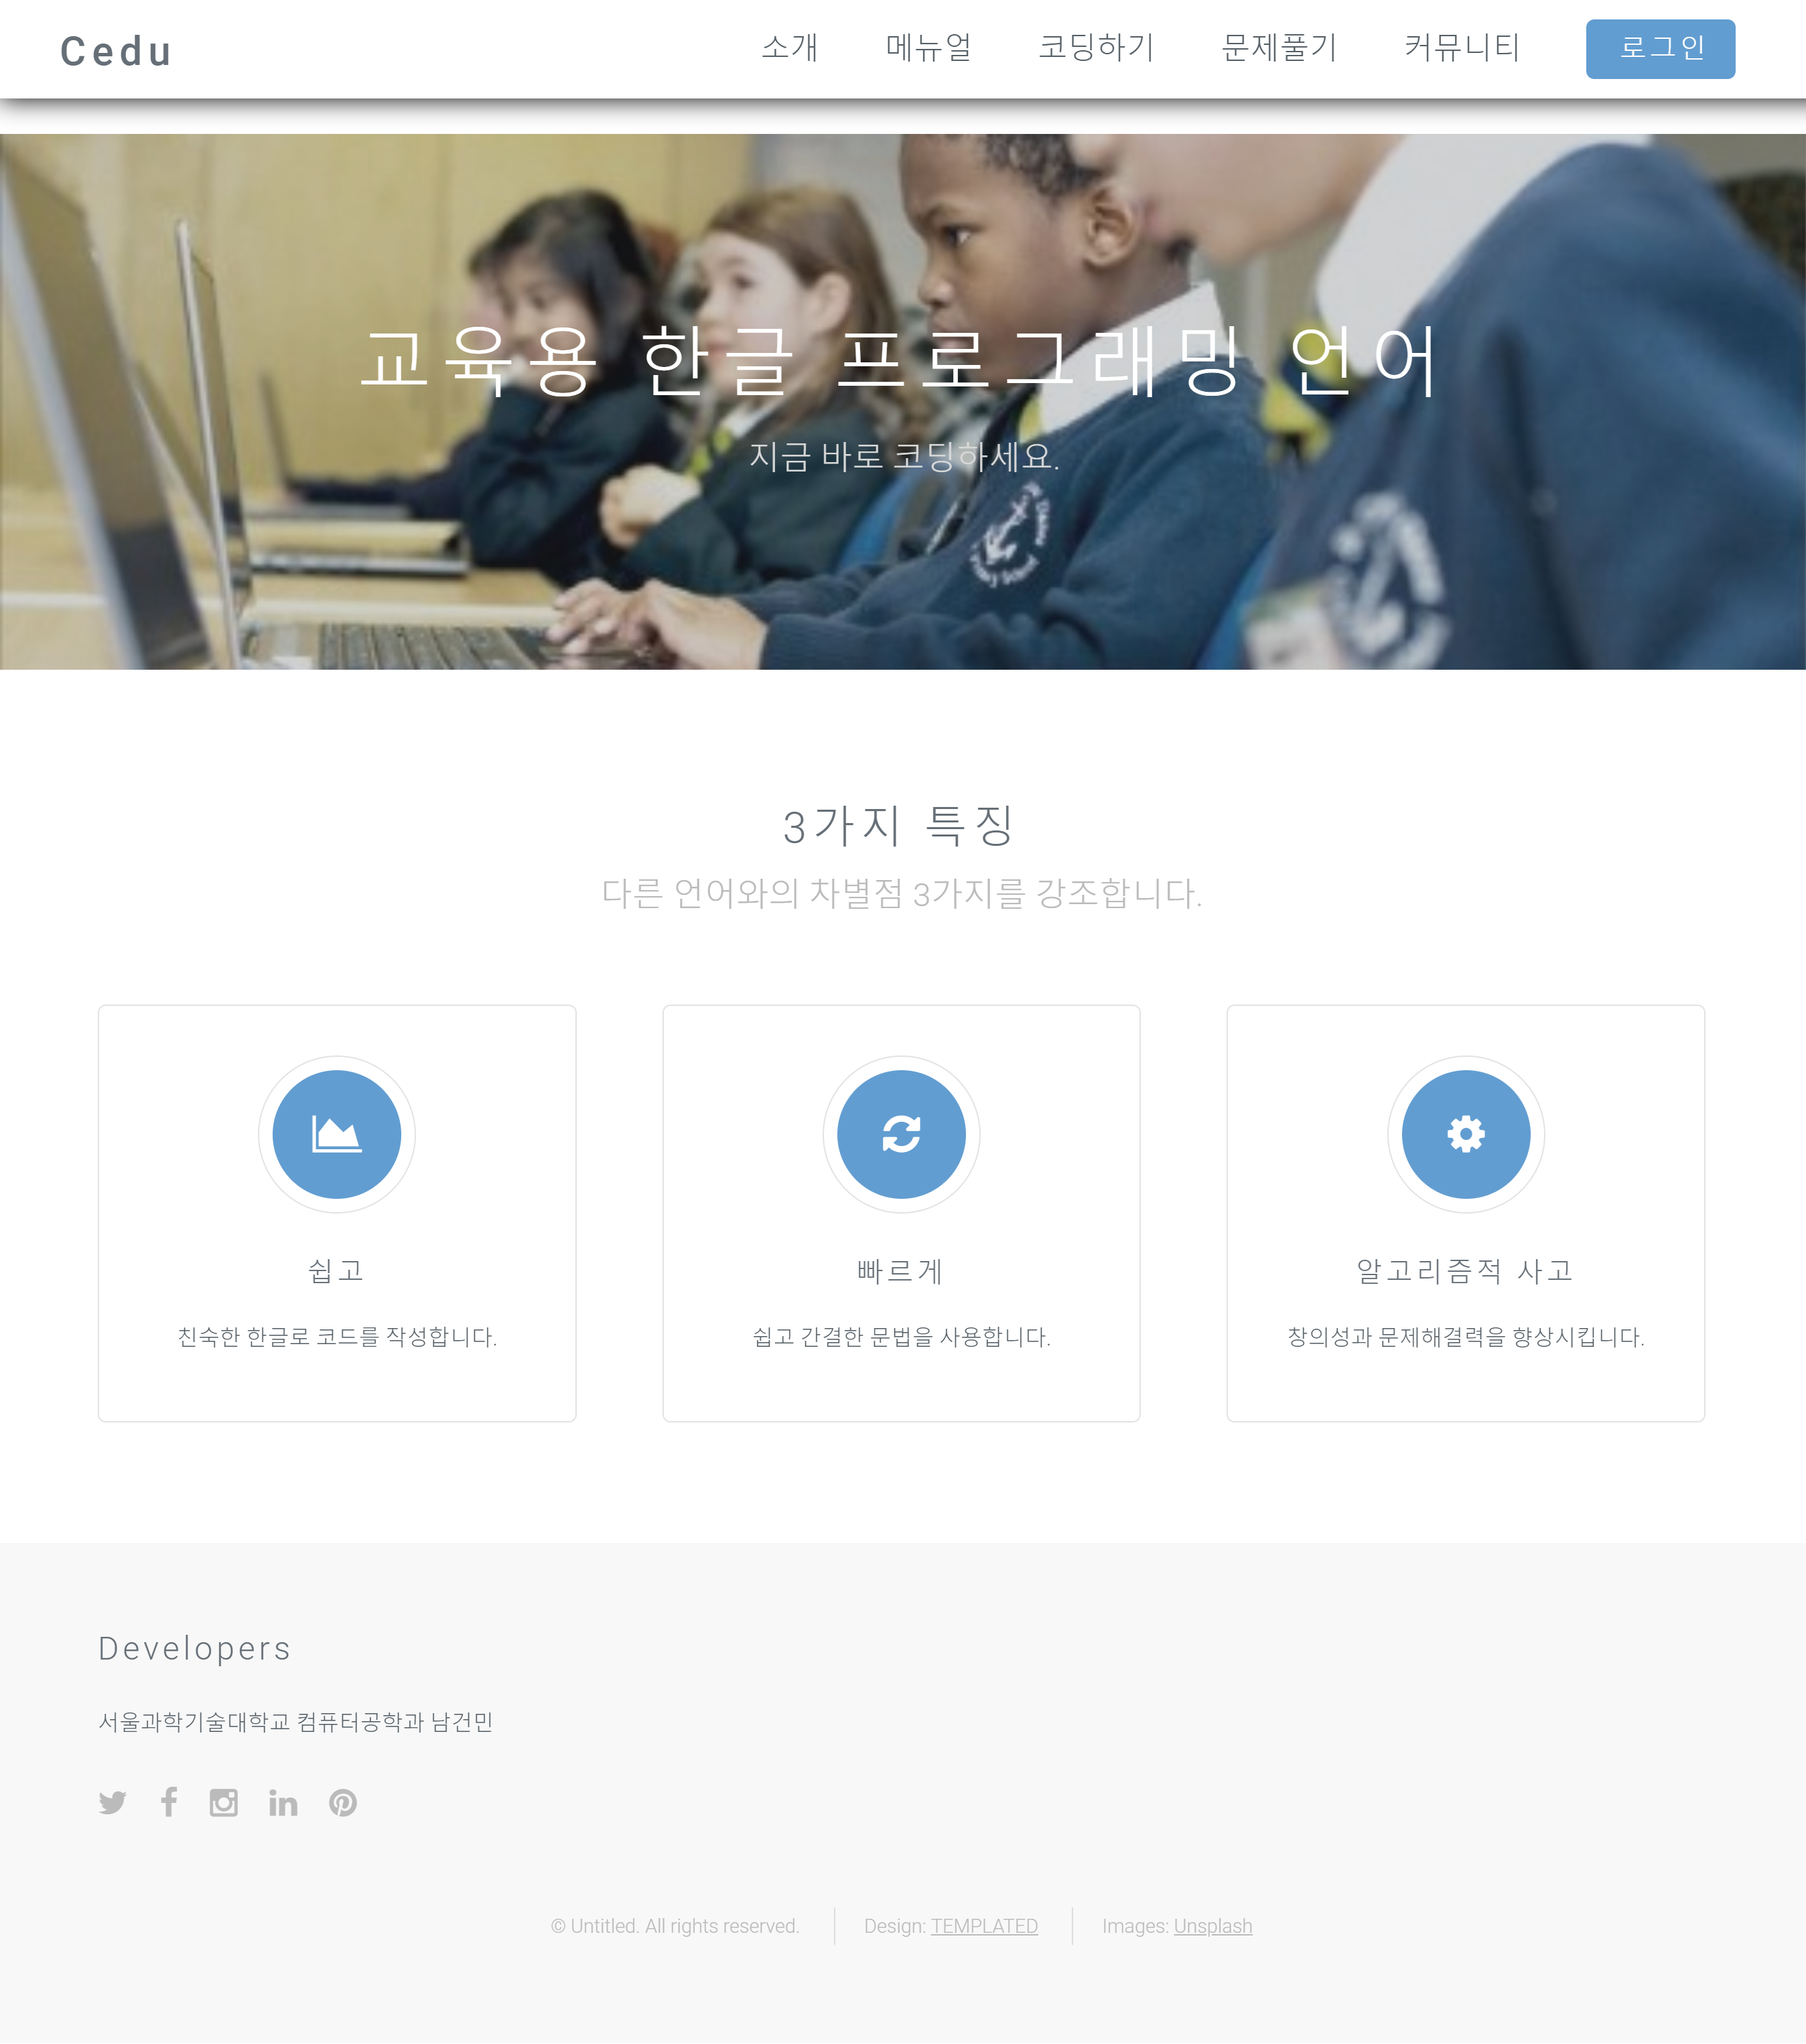 Cedu
소개 메뉴얼 코딩하기 문제풀기 커뮤니티 로그인
교육용 한글 프로그래밍 언어
지금 바로 코딩하세요.
3가지 특징
다른 언어와의 차별점 3가지를 강조합니다.
쉽고
친숙한 한글로 코드를 작성합니다.
빠르게
쉽고 간결한 문법을 사용합니다.
알고리즘적 사고
창의성과 문제해결력을 향상시킵니다.
Developers
서울과학기술대학교 컴퓨터공학과 남건민
© Untitled. All rights reserved.
Design: TEMPLATED
Images: Unsplash